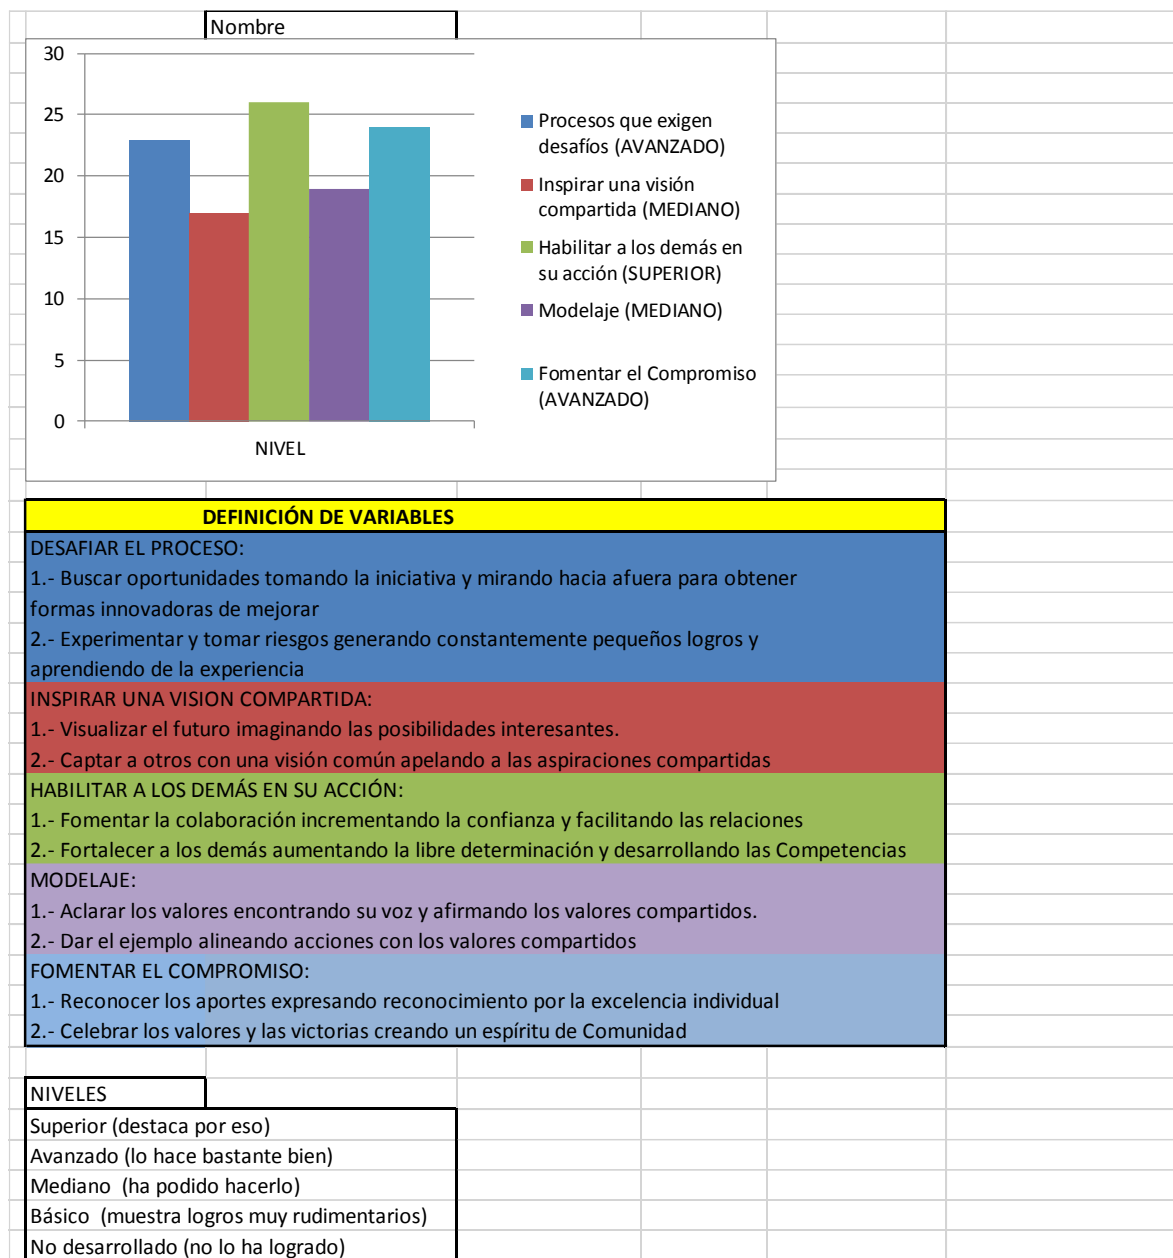 Nombre
30
25
20
15
10
5
0
NIVEL
Procesos que exigen
desafíos (AVANZADO)
Inspirar una visión
compartida (MEDIANO)
Habilitar a los demás en
su acción (SUPERIOR)
Modelaje (MEDIANO)
Fomentar el Compromiso
(AVANZADO)
DEFINICIÓN DE VARIABLES
DESAFIAR EL PROCESO:
1.- Buscar oportunidades tomando la iniciativa y mirando hacia afuera para obtener
formas innovadoras de mejorar
2.- Experimentar y tomar riesgos generando constantemente pequeños logros y
aprendiendo de la experiencia
INSPIRAR UNA VISION COMPARTIDA:
1.- Visualizar el futuro imaginando las posibilidades interesantes.
2.- Captar a otros con una visión común apelando a las aspiraciones compartidas
HABILITAR A LOS DEMÁS EN SU ACCIÓN:
1.- Fomentar la colaboración incrementando la confianza y facilitando las relaciones
2.- Fortalecer a los demás aumentando la libre determinación y desarrollando las Competencias
MODELAJE:
1.- Aclarar los valores encontrando su voz y afirmando los valores compartidos.
2.- Dar el ejemplo alineando acciones con los valores compartidos
FOMENTAR EL COMPROMISO:
1.- Reconocer los aportes expresando reconocimiento por la excelencia individual
2.- Celebrar los valores y las victorias creando un espíritu de Comunidad
NIVELES
Superior (destaca por eso)
Avanzado (lo hace bastante bien)
Mediano  (ha podido hacerlo)
Básico  (muestra logros muy rudimentarios)
No desarrollado (no lo ha logrado)